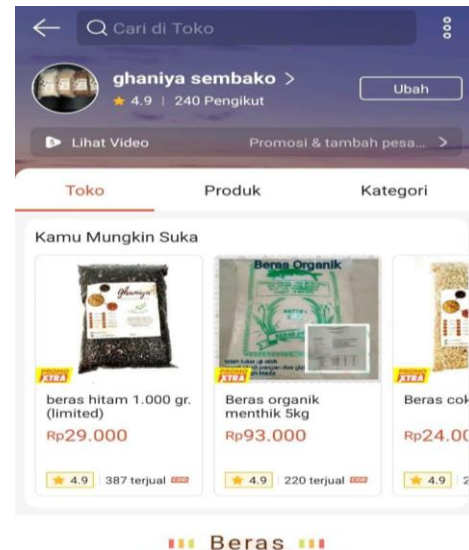 Cari di Toko
ghaniya sembako >
4.9 | 240 Pengikut
Ubah
Lihat Video
Promosi & tambah pesa... >
Toko Produk Kategori
Kamu Mungkin Suka
Ghaniya
Beras Organik
PROMO XTRA
PROMO XTRA
PROMO XTRA
beras hitam 1.000 gr.
(limited)
Rp29.000
4.9 387 terjual
Beras organik
menthik 5kg
Rp93.000
4.9 220 terjual
Beras cok
Rp24.00
4.9 2
Beras